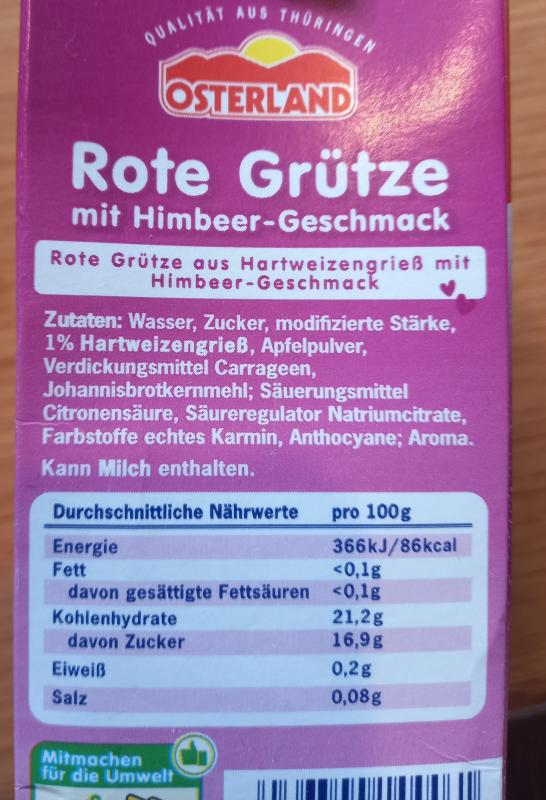 QUALITÄT AUS THÜRINGEN
OSTERLAND
Rote Grütze
mit Himbeer-Geschmack
Rote Grütze aus Hartweizengrieß mit
Himbeer-Geschmack
Zutaten: Wasser, Zucker, modifizierte Stärke,
1% Hartweizengrieß, Apfelpulver,
Verdickungsmittel Carrageen,
Johannisbrotkernmehl; Säuerungsmittel
Citronensäure, Säureregulator Natriumcitrate,
Farbstoffe echtes Karmin, Anthocyane; Aroma.
Kann Milch enthalten.
Durchschnittliche Nährwerte pro 100g
Energie 366kJ/86kcal
Fett <0,1g
davon gesättigte Fettsäuren <0,1g
Kohlenhydrate 21,2g
davon Zucker 16,9g
Eiweiß 0,2g
Salz 0,08g
Mitmachen
für die Umwelt